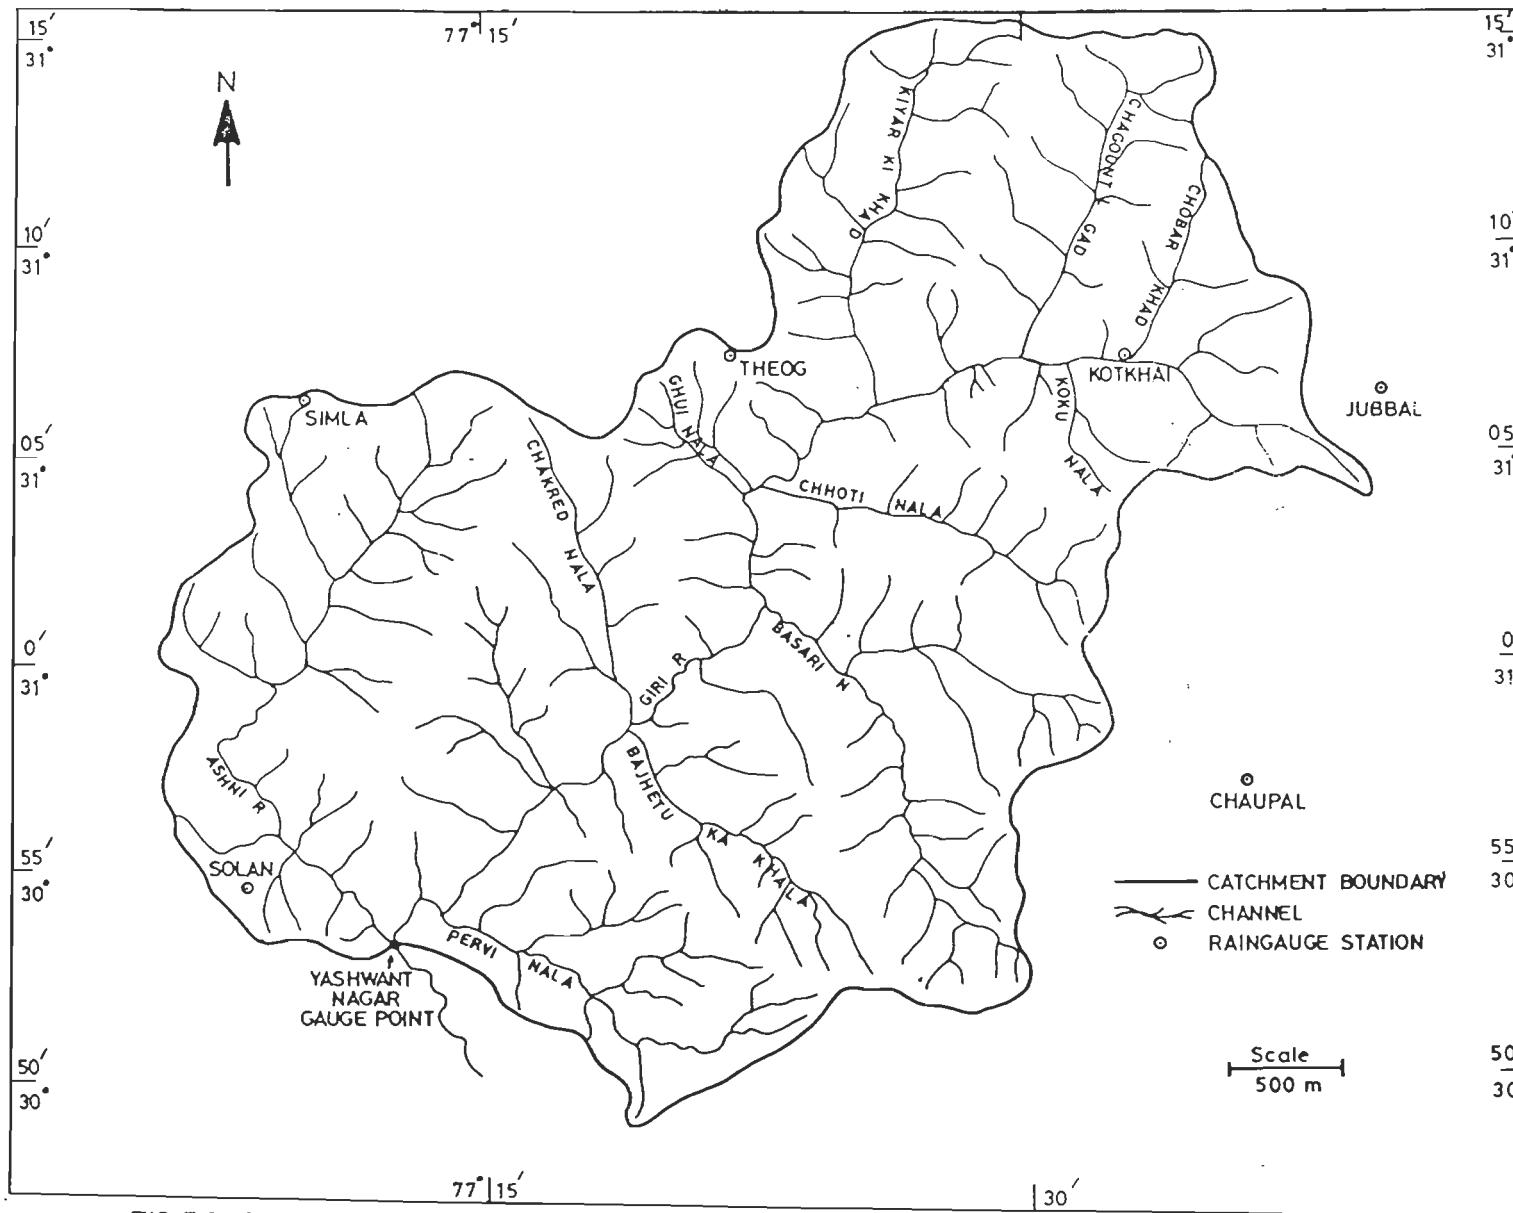 15′
31°
77° 15′
15′
31°
N
KIYAR KI KHAD
CHAGOUNTI GAD
CHOBAR KHAD
10′
31°
10′
31°
THEOG
KOTKHAI
JUBBAL
SIMLA
GHUI NALA
KOKU NALA
05′
31°
05
31°
CHAKRED NALA
CHHOTI NALA
0′
31°
0
31
BASARI N
GIRI R
ASHNI R
BAJHETU KA KHALA
CHAUPAL
55′
30°
55
30
SOLAN
CATCHMENT BOUNDARY
CHANNEL
RAINGAUGE STATION
PERVI NALA
YASHWANT
NAGAR
GAUGE POINT
Scale
500 m
50′
30°
50
30
77° 15′
30′